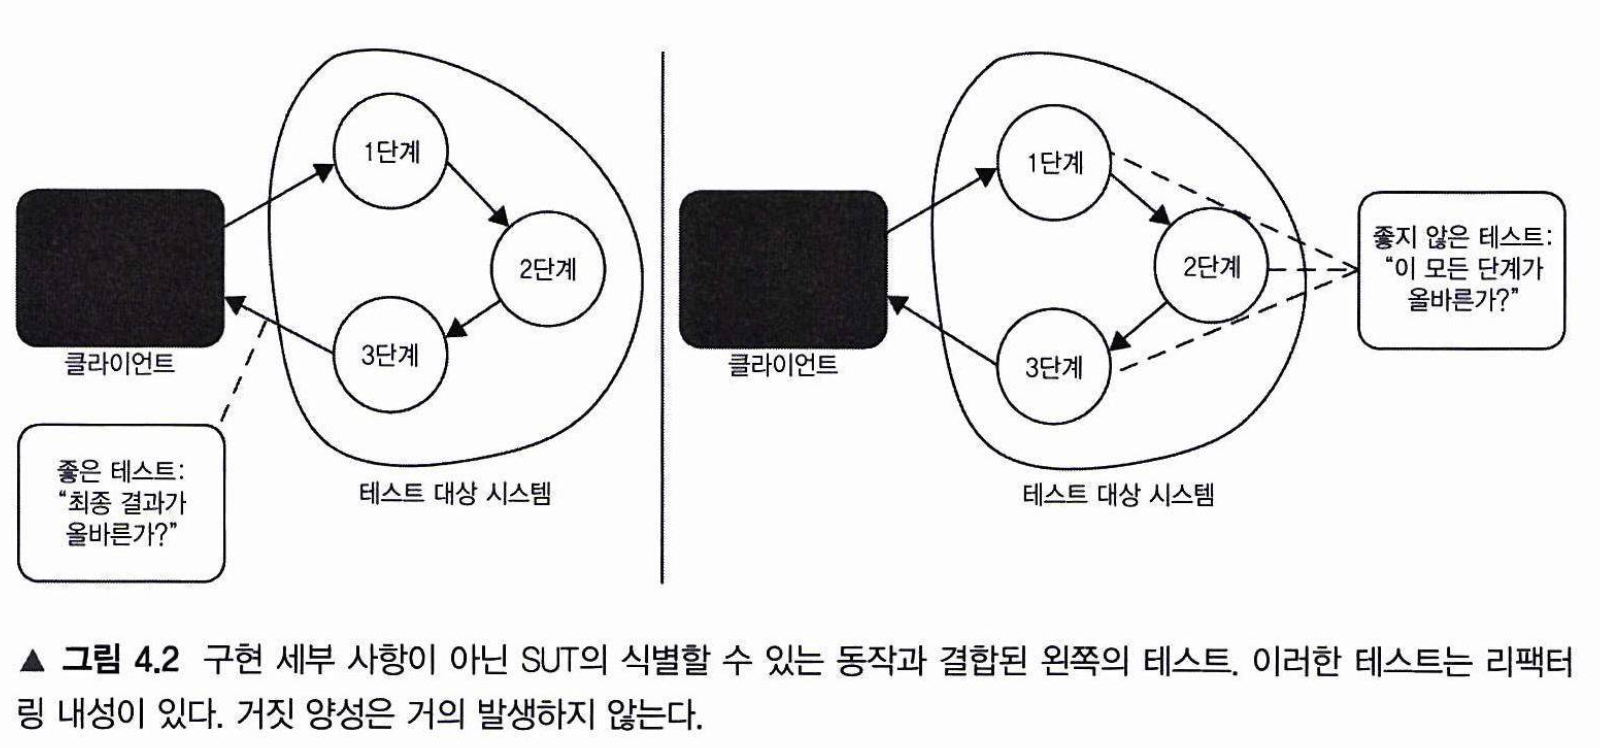 1단계
2단계
3단계
클라이언트
좋은 테스트:
“최종 결과가
올바른가?”
테스트 대상 시스템
1단계
2단계
3단계
클라이언트
좋지 않은 테스트:
“이 모든 단계가
올바른가?”
테스트 대상 시스템
▲ 그림 4.2 구현 세부 사항이 아닌 SUT의 식별할 수 있는 동작과 결합된 왼쪽의 테스트. 이러한 테스트는 리팩터
링 내성이 있다. 거짓 양성은 거의 발생하지 않는다.